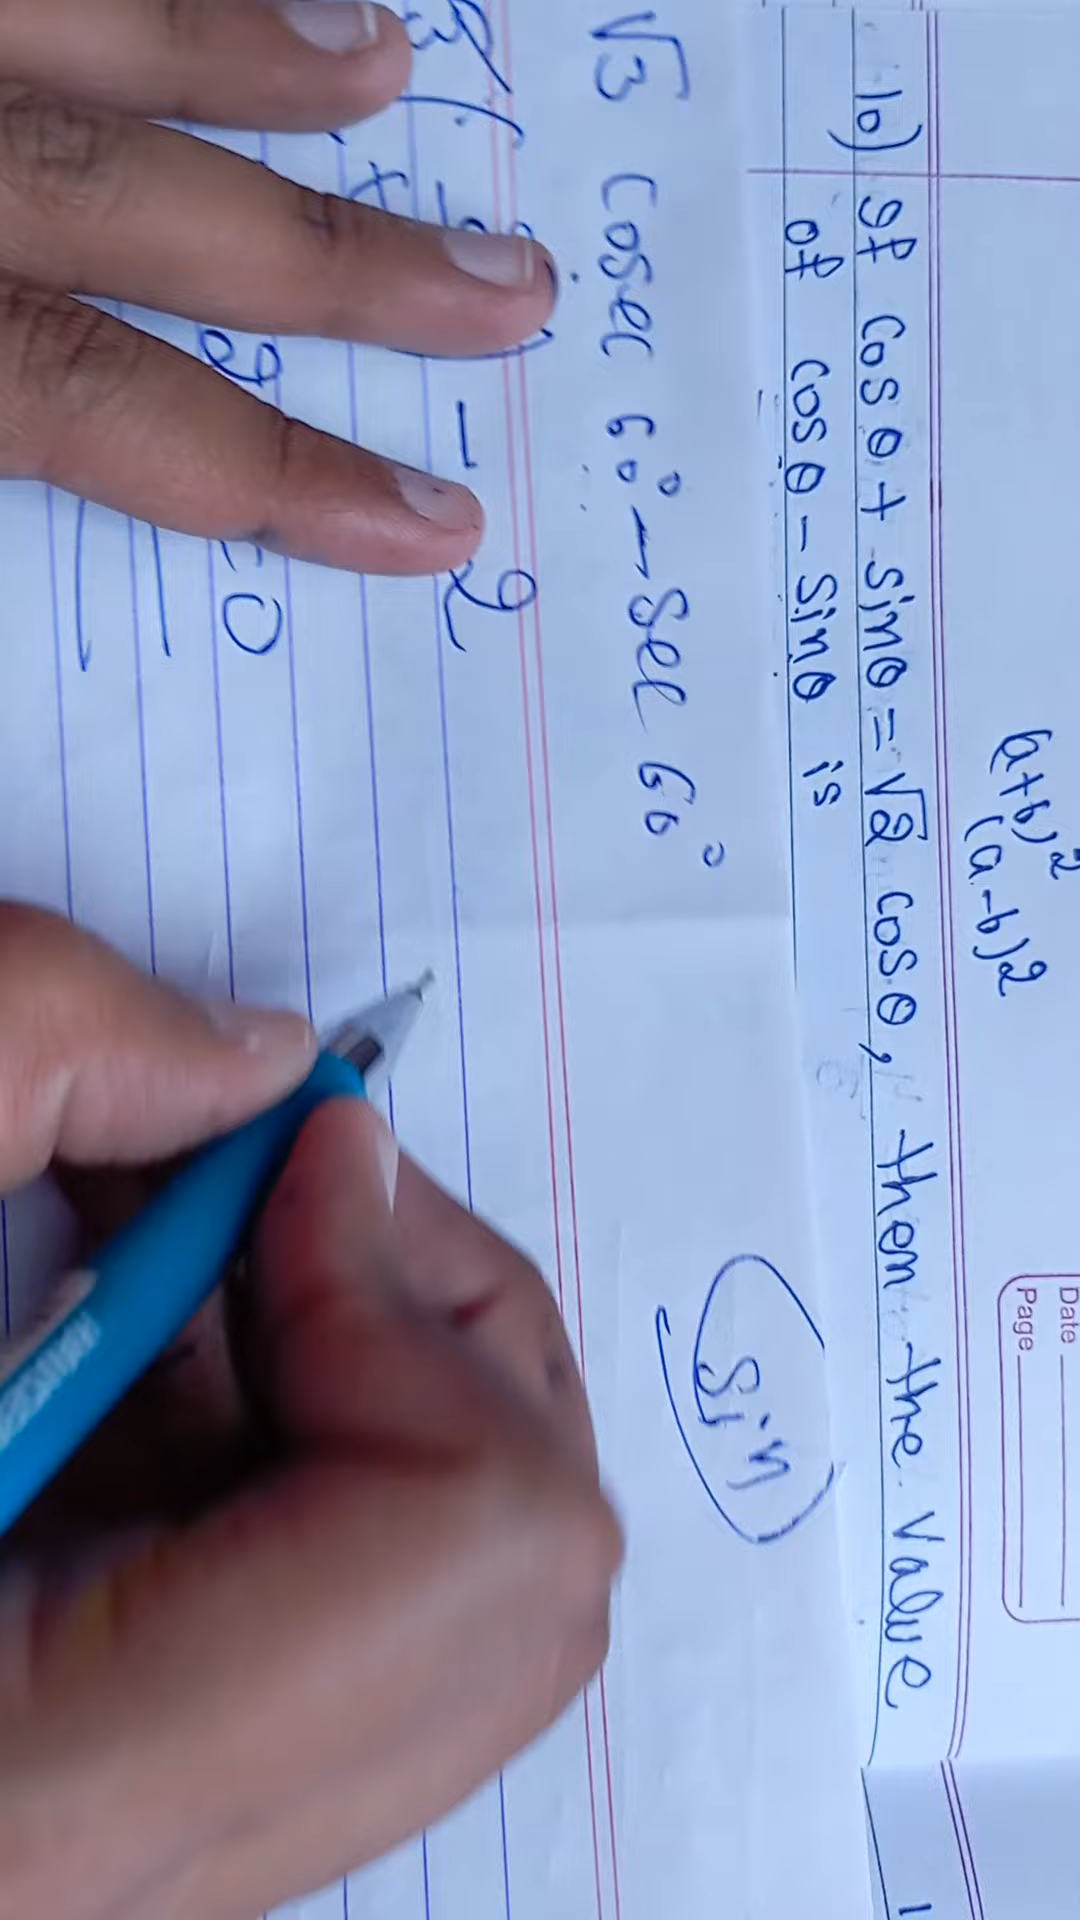 Date
Page
(a+b)2
(a-b)2
10) If cos θ + sinθ = √2 cosθ, then the value
of cosθ - sinθ is
sin
√3 cosec 60° - sec 60°
- 2
= 0